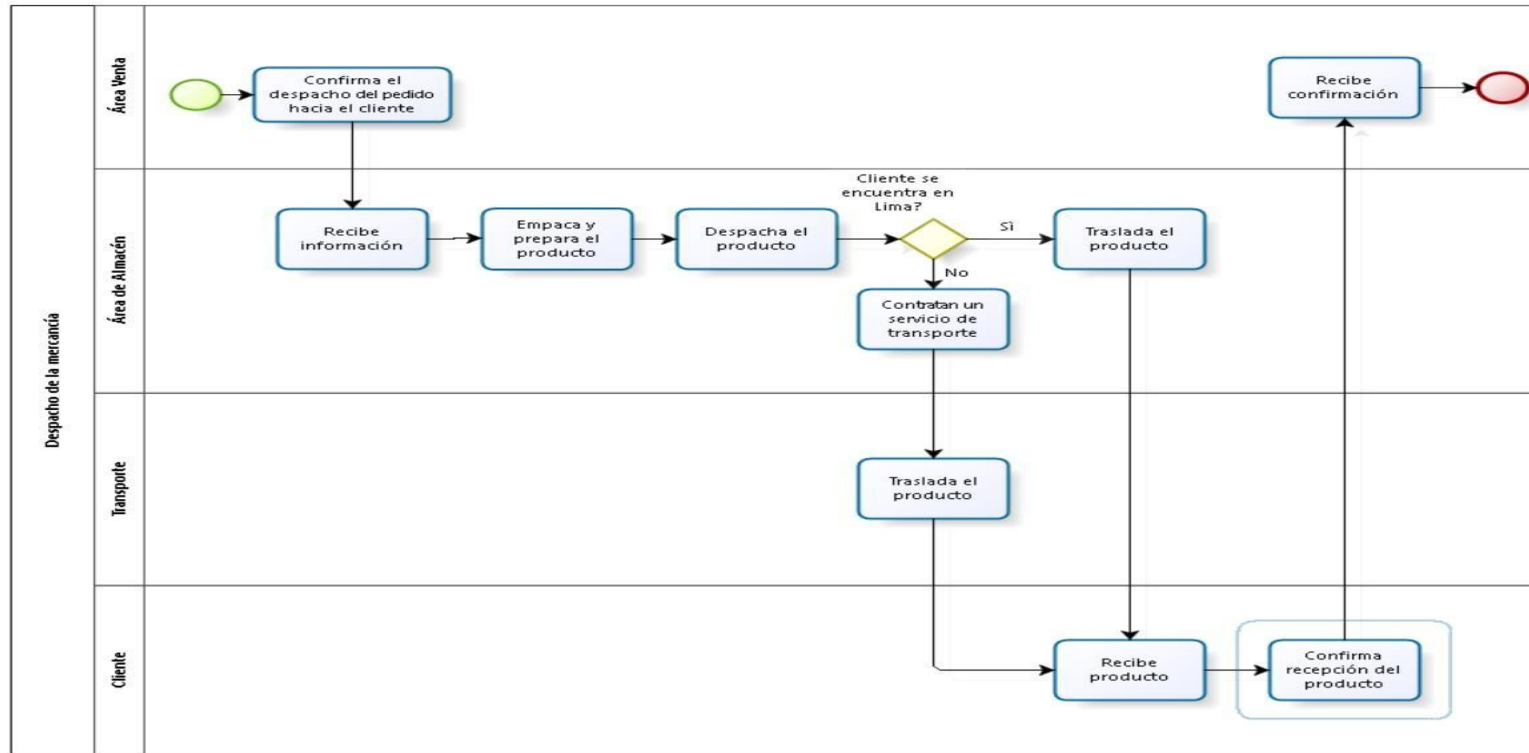 Despacho de la mercancía
Área Venta
Confirma el
despacho del pedido
hacia el cliente
Recibe
confirmación
Área de Almacén
Recibe
información
Empaca y
prepara el
producto
Despacha el
producto
Cliente se
encuentra en
Lima?
Sì
Traslada el
producto
No
Contratan un
servicio de
transporte
Transporte
Traslada el
producto
Cliente
Recibe
producto
Confirma
recepción del
producto